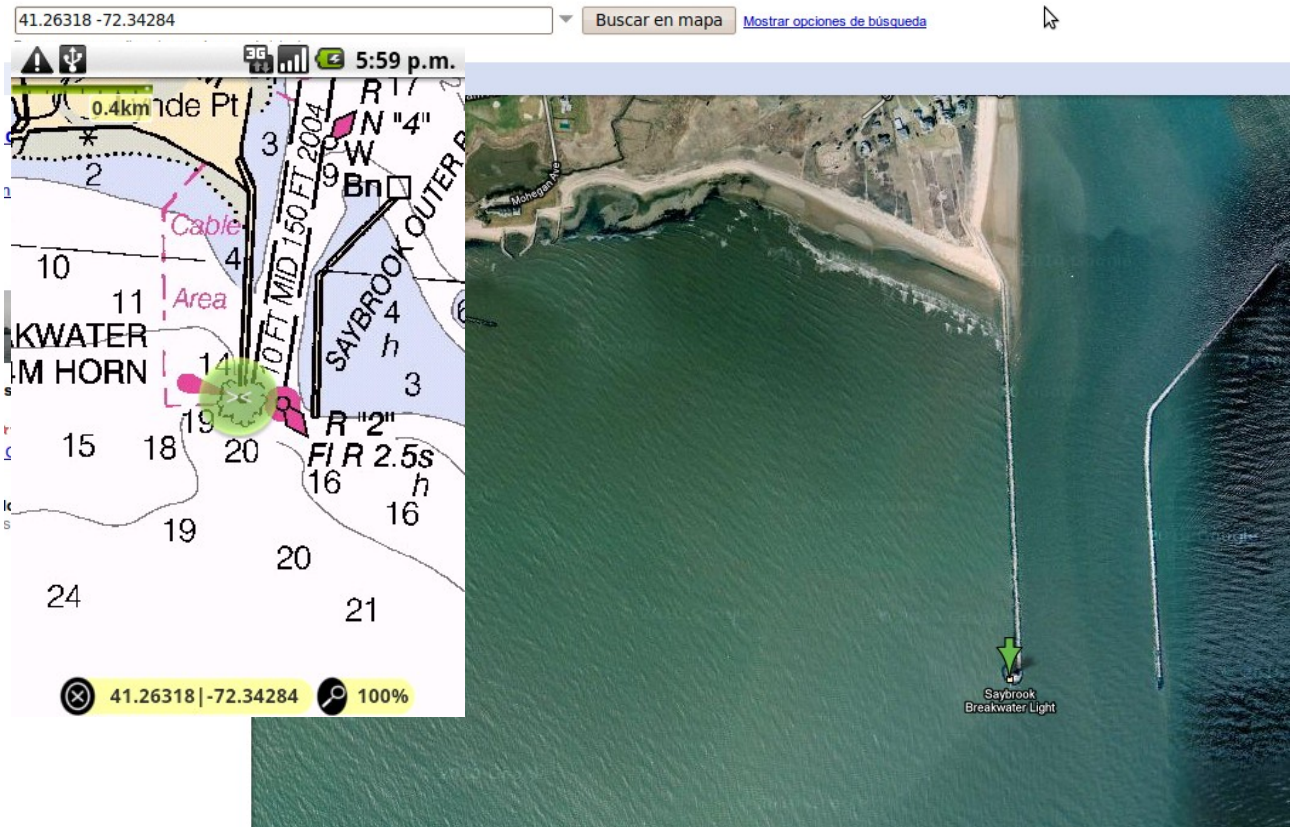 41.26318 -72.34284
Buscar en mapa
Mostrar opciones de búsqueda
3G
5:59 p.m.
0.4km
nde Pt
R
17
N "4"
3
W
9
Bn
2
10 FT MID 150 FT 2004
SAYBROOK OUTER
Cable
4
10
Area
11
4
h
KWATER
M HORN
14
3
19
R "2"
15
18
20
Fl R 2.5s
16
h
16
19
20
24
21
41.26318|-72.34284
100%
Mohegan Ave
Saybrook
Breakwater Light